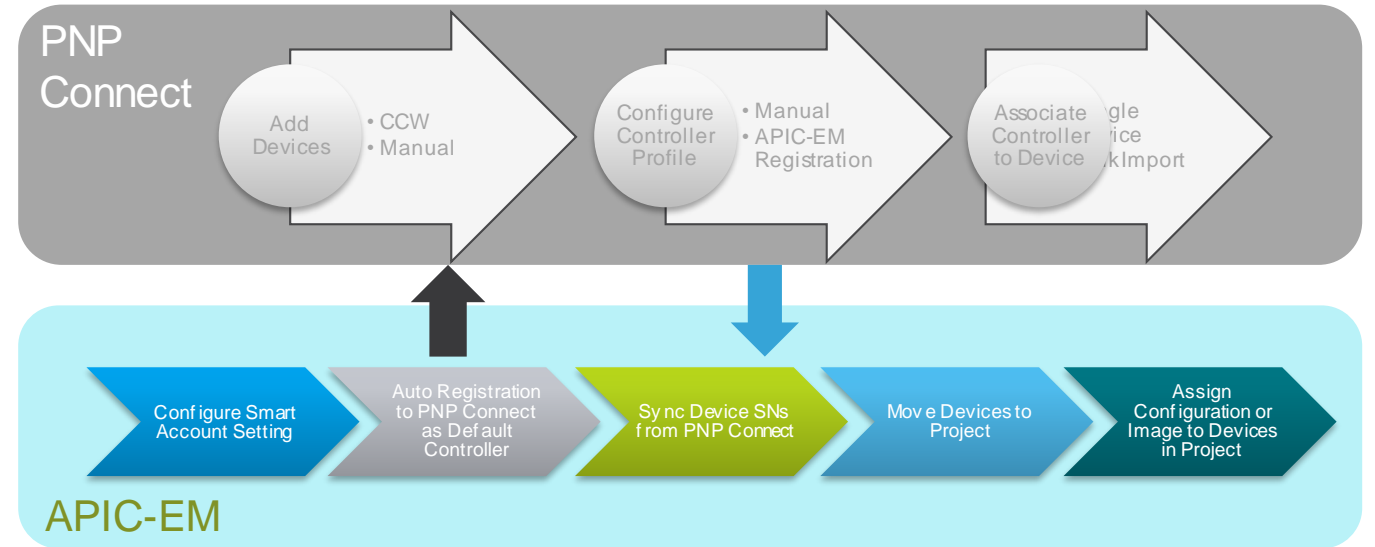 PNP
Connect
Add
Devices
• CCW
• Manual
Configure
Controller
Profile
• Manual
• APIC-EM
Registration
Associate
Controller
to Device
Import
Configure Smart
Account Setting
Auto Registration
to PNP Connect
as Default
Controller
Sync Device SNs
from PNP Connect
Move Devices to
Project
Assign
Configuration or
Image to Devices
in Project
APIC-EM